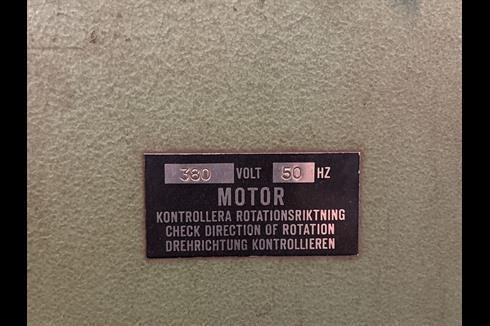 380 VOLT 50 HZ
MOTOR
KONTROLLERA ROTATIONSRIKTNING
CHECK DIRECTION OF ROTATION
DREHRICHTUNG KONTROLLIEREN